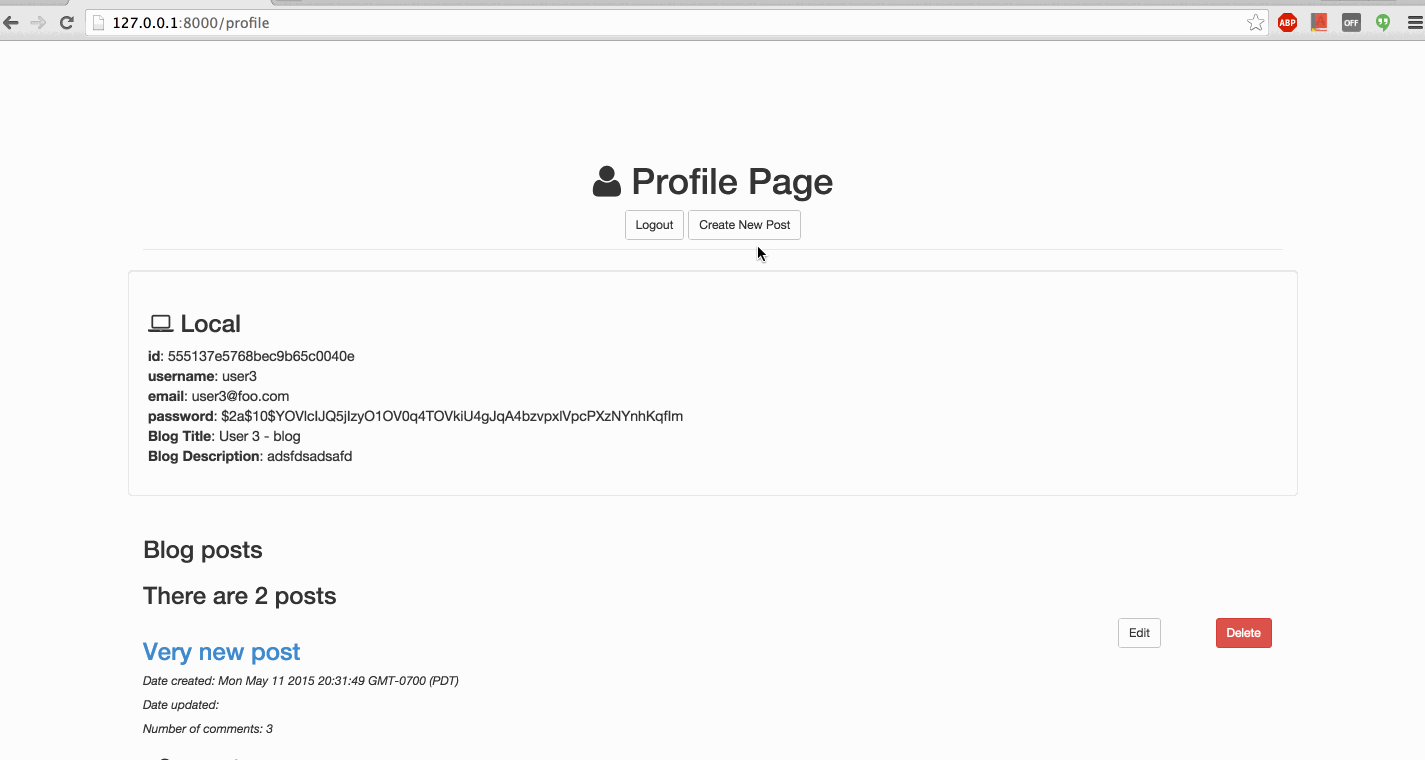 127.0.0.1:8000/profile
ABP
OFF
Profile Page
Logout Create New Post
Local
id: 555137e5768bec9b65c0040e
username: user3
email: user3@foo.com
password: $2a$10$YOVlcIJQ5jIzyO1OV0q4TOVkiU4gJqA4bzvpxlVpcPXzNYnhKqflm
Blog Title: User 3 - blog
Blog Description: adsfdsadsafd
Blog posts
There are 2 posts
Edit Delete
Very new post
Date created: Mon May 11 2015 20:31:49 GMT-0700 (PDT)
Date updated:
Number of comments: 3